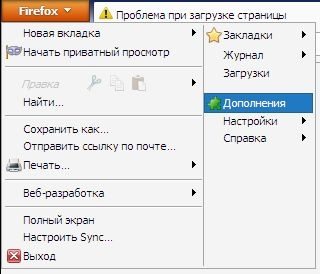 Firefox
Проблема при загрузке страницы
Новая вкладка
Начать приватный просмотр
Правка
Найти...
Сохранить как...
Отправить ссылку по почте...
Печать...
Веб-разработка
Полный экран
Настроить Sync...
Выход
Закладки
Журнал
Загрузки
Дополнения
Настройки
Справка